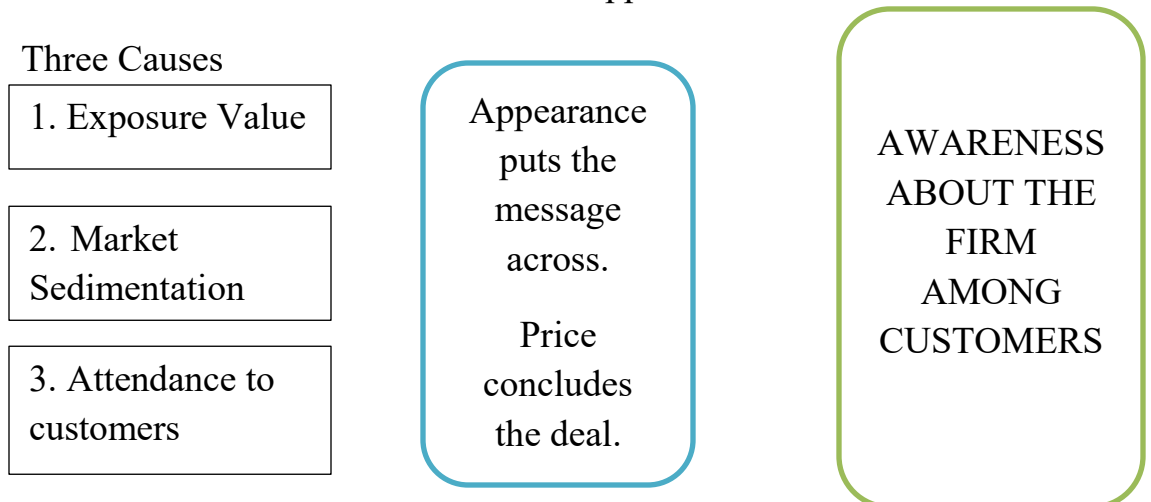 Three Causes
1. Exposure Value
2. Market
Sedimentation
3. Attendance to
customers
Appearance
puts the
message
across.
Price
concludes
the deal.
AWARENESS
ABOUT THE
FIRM
AMONG
CUSTOMERS